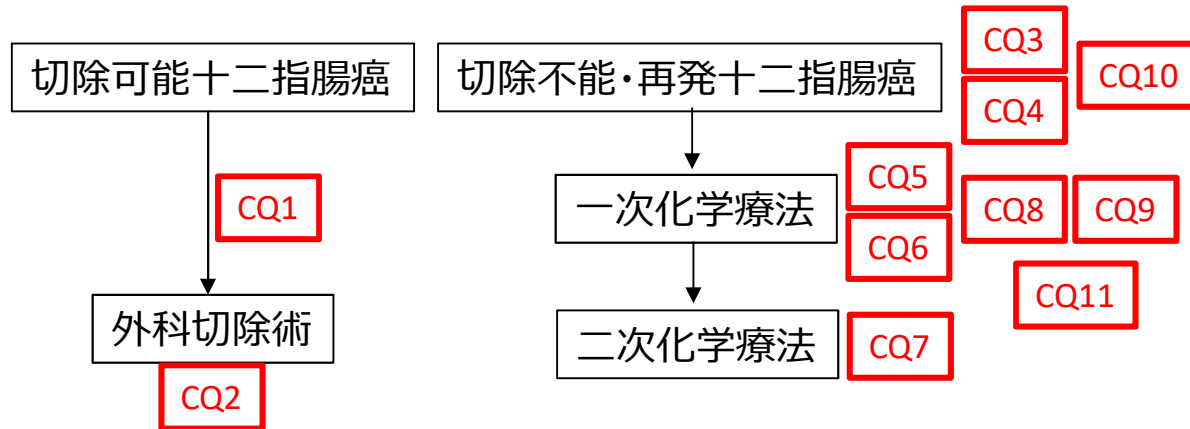 切除可能十二指腸癌
CQ1
外科切除術
CQ2
切除不能・再発十二指腸癌
CQ3
CQ10
CQ4
一次化学療法
CQ5
CQ6
CQ8
CQ9
CQ11
二次化学療法
CQ7